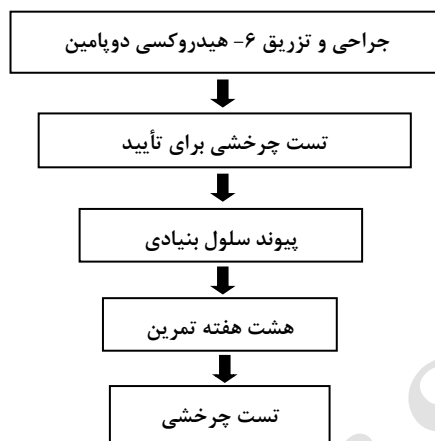 جراحی و تزریق ۶- هیدروکسی دوپامین
تست چرخشی برای تأیید
پیوند سلول بنیادی
هشت هفته تمرین
تست چرخشی